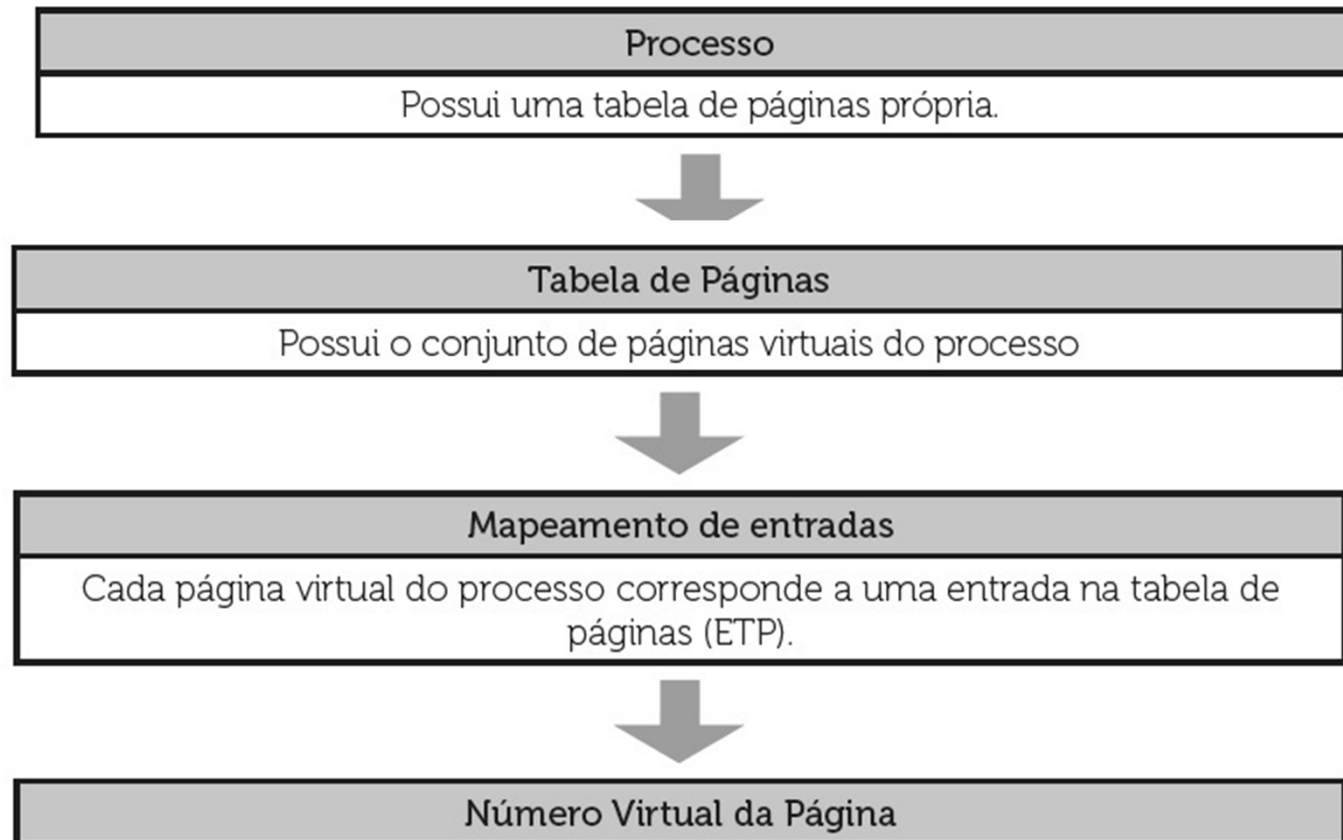 Processo
Possui uma tabela de páginas própria.
Tabela de Páginas
Possui o conjunto de páginas virtuais do processo
Mapeamento de entradas
Cada página virtual do processo corresponde a uma entrada na tabela de
páginas (ETP).
Número Virtual da Página